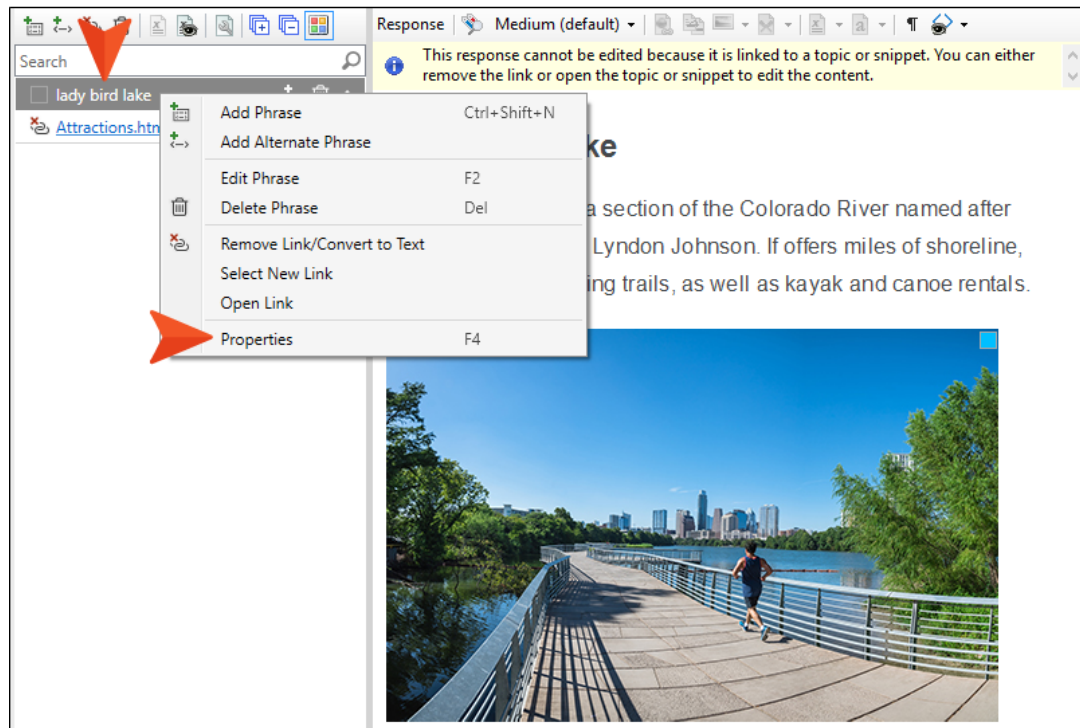 Response
Medium (default)
Search
This response cannot be edited because it is linked to a topic or snippet. You can either
remove the link or open the topic or snippet to edit the content.
lady bird lake
Attractions.htm
Add Phrase Ctrl+Shift+N
Add Alternate Phrase
Edit Phrase F2
Delete Phrase Del
Remove Link/Convert to Text
Select New Link
Open Link
Properties F4
ke
a section of the Colorado River named after
Lyndon Johnson. If offers miles of shoreline,
ing trails, as well as kayak and canoe rentals.